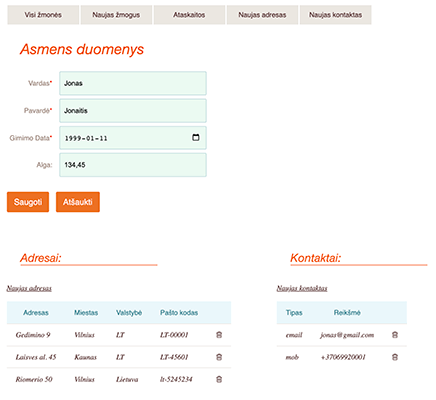 Visi žmonės Naujas žmogus Ataskaitos Naujas adresas Naujas kontaktas
Asmens duomenys
Vardas* Jonas
Pavardė* Jonaitis
Gimimo Data* 1999-01-11
Alga: 134,45
Saugoti Atšaukti
Adresai:
Naujas adresas
Adresas Miestas Valstybė Pašto kodas
Gedimino 9 Vilnius LT LT-00001
Laisves al. 45 Kaunas LT LT-45601
Riomerio 50 Vilnius Lietuva lt-5245234
Kontaktai:
Naujas kontaktas
Tipas Reikšmė
email jonas@gmail.com
mob +37069920001